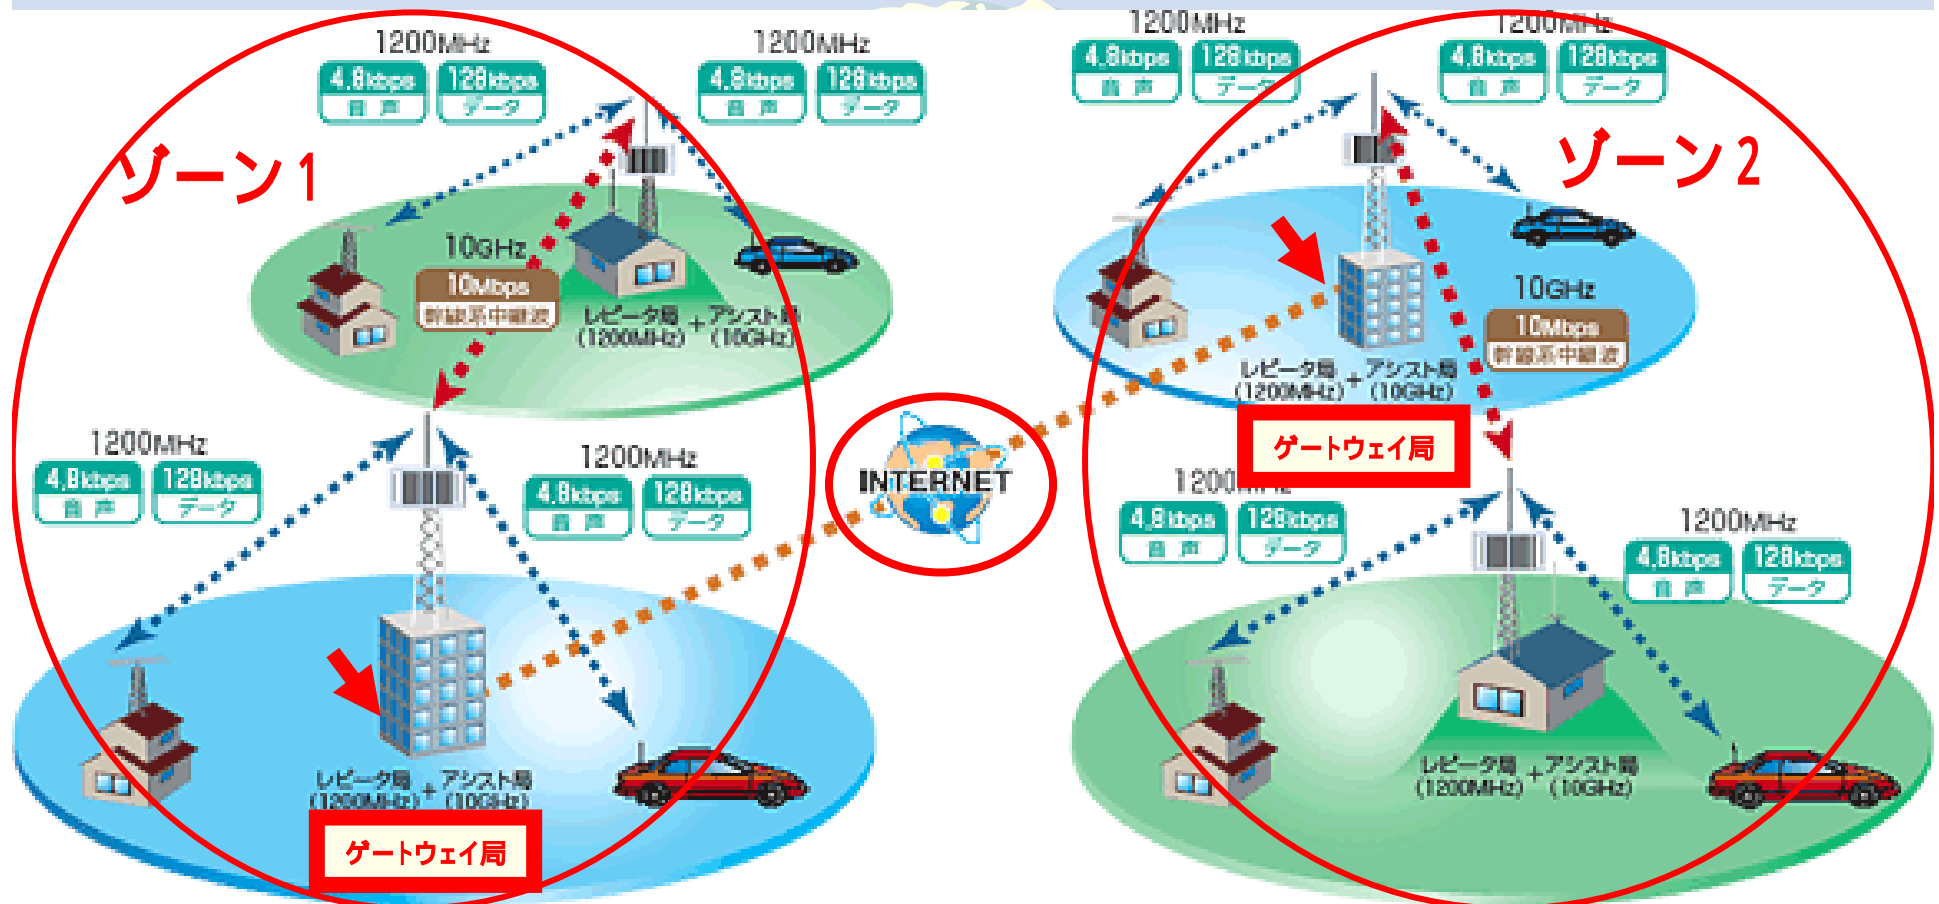 1200MHz
4.8kbps 128kbps
音声 データ
1200MHz
4.8kbps 128kbps
音声 データ
ゾーン1
10GHz
10Mbps
幹線系中継波
レピータ局 + アシスト局
(1200MHz) (10GHz)
1200MHz
4.8kbps 128kbps
音声 データ
1200MHz
4.8kbps 128kbps
音声 データ
レピータ局 + アシスト局
(1200MHz) (10GHz)
ゲートウェイ局
INTERNET
1200MHz
4.8kbps 128kbps
音声 データ
1200MHz
4.8kbps 128kbps
音声 データ
ゾーン2
10GHz
10Mbps
幹線系中継波
レピータ局 + アシスト局
(1200MHz) (10GHz)
ゲートウェイ局
1200MHz
4.8kbps 128kbps
音声 データ
1200MHz
4.8kbps 128kbps
音声 データ
レピータ局 + アシスト局
(1200MHz) (10GHz)